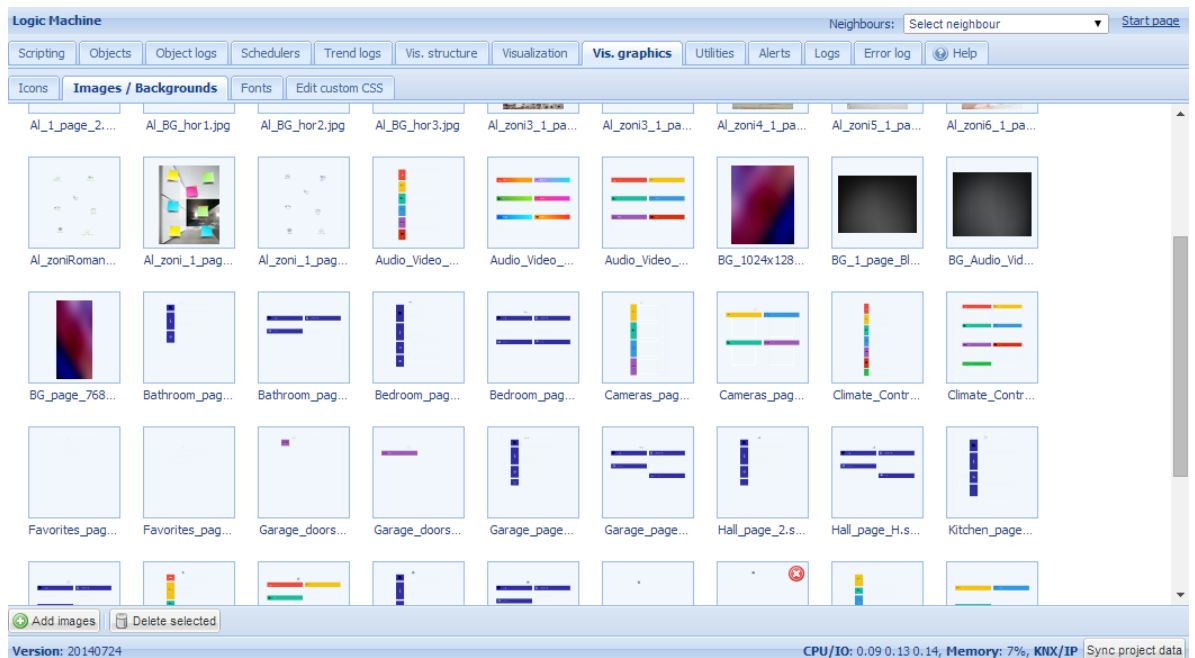 Logic Machine
Neighbours: Select neighbour Start page
Scripting Objects Object logs Schedulers Trend logs Vis. structure Visualization Vis. graphics Utilities Alerts Logs Error log Help
Icons Images / Backgrounds Fonts Edit custom CSS
Al_1_page_2.... Al_BG_hor1.jpg Al_BG_hor2.jpg Al_BG_hor3.jpg Al_zoni3_1_pa... Al_zoni3_1_pa... Al_zoni4_1_pa... Al_zoni5_1_pa... Al_zoni6_1_pa...
Al_zoniRoman... Al_zoni_1_pag... Al_zoni_1_pag... Audio_Video_... Audio_Video_... Audio_Video_... BG_1024x128... BG_1_page_Bl... BG_Audio_Vid...
BG_page_768... Bathroom_pag... Bathroom_pag... Bedroom_pag... Bedroom_pag... Cameras_pag... Cameras_pag... Climate_Contr... Climate_Contr...
Favorites_pag... Favorites_pag... Garage_doors... Garage_doors... Garage_page... Garage_page... Hall_page_2.s... Hall_page_H.s... Kitchen_page...
Add images Delete selected
Version: 20140724 CPU/IO: 0.09 0.13 0.14, Memory: 7%, KNX/IP Sync project data